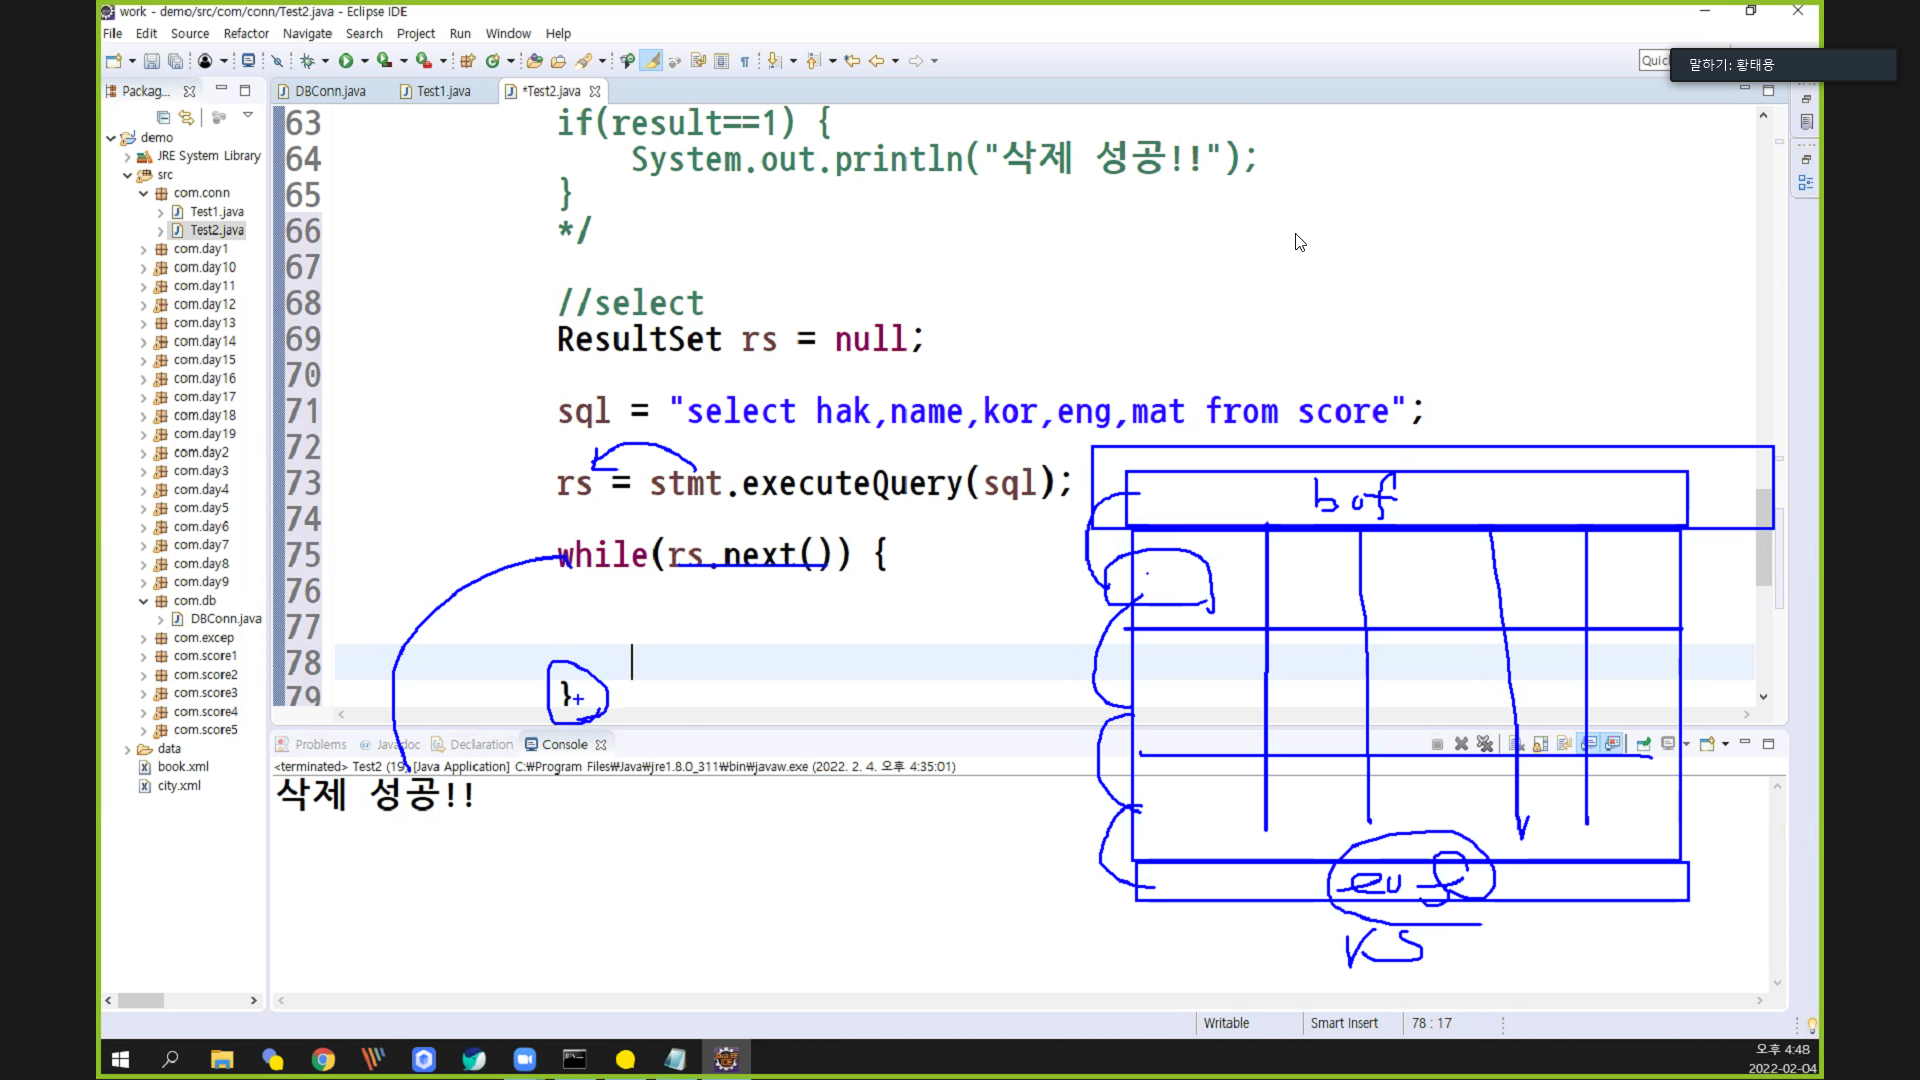 work - demo/src/com/conn/Test2.java - Eclipse IDE
File Edit Source Refactor Navigate Search Project Run Window Help
말하기: 황태용
Packag...
DBConn.java
Test1.java
*Test2.java
demo
JRE System Library
src
com.conn
Test1.java
Test2.java
com.day1
com.day10
com.day11
com.day12
com.day13
com.day14
com.day15
com.day16
com.day17
com.day18
com.day19
com.day2
com.day3
com.day4
com.day5
com.day6
com.day7
com.day8
com.day9
com.db
DBConn.java
com.excep
com.score1
com.score2
com.score3
com.score4
com.score5
data
book.xml
city.xml
63 if(result==1) {
64 System.out.println("삭제 성공!!");
65 }
66 */
67
68 //select
69 ResultSet rs = null;
70
71 sql = "select hak,name,kor,eng,mat from score";
72
73 rs = stmt.executeQuery(sql);
74
75 while(rs.next()) {
76
77
78
79 }
bof
rs
Problems @ Javadoc Declaration Console
<terminated> Test2 (19) [Java Application] C:₩Program Files₩Java₩jre1.8.0_311₩bin₩javaw.exe (2022. 2. 4. 오후 4:35:01)
삭제 성공!!
Writable Smart Insert 78 : 17
오후 4:48
2022-02-04